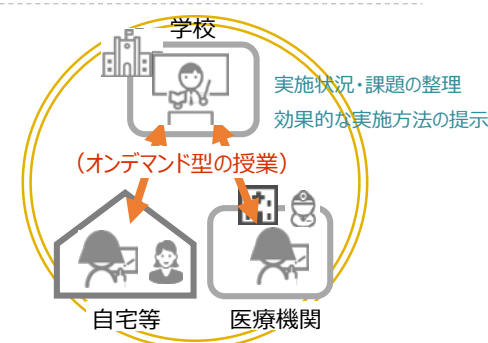 学校
実施状況・課題の整理
効果的な実施方法の提示
（オンデマンド型の授業）
自宅等
医療機関